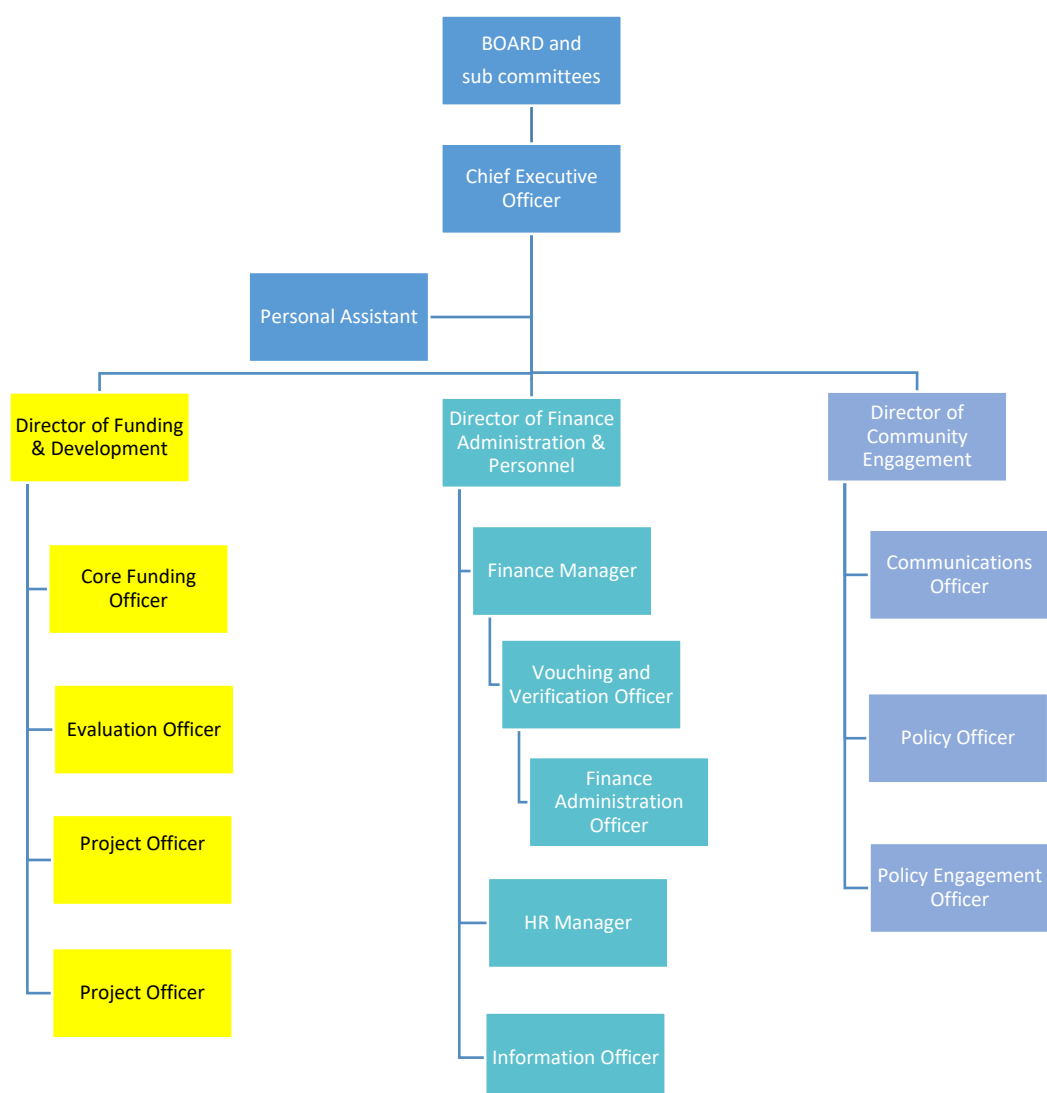 BOARD and
sub committees
Chief Executive
Officer
Personal Assistant
Director of Funding
& Development
Director of Finance
Administration &
Personnel
Director of
Community
Engagement
Core Funding
Officer
Evaluation Officer
Project Officer
Project Officer
Finance Manager
Vouching and
Verification Officer
Finance
Administration
Officer
HR Manager
Information Officer
Communications
Officer
Policy Officer
Policy Engagement
Officer